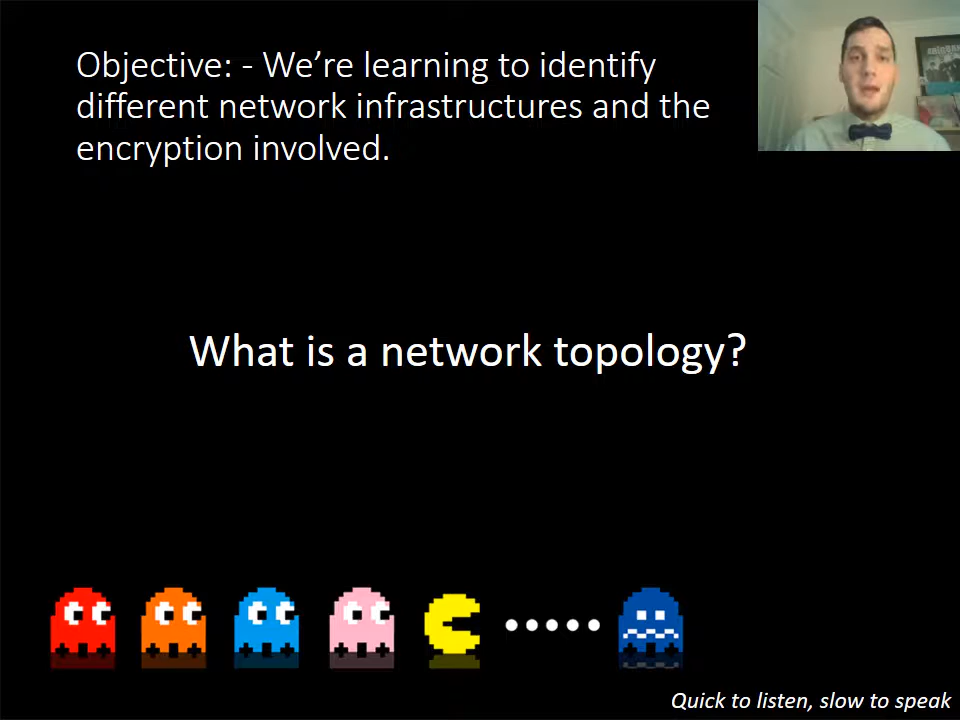 Objective: - We’re learning to identify
different network infrastructures and the
encryption involved.
What is a network topology?
Quick to listen, slow to speak